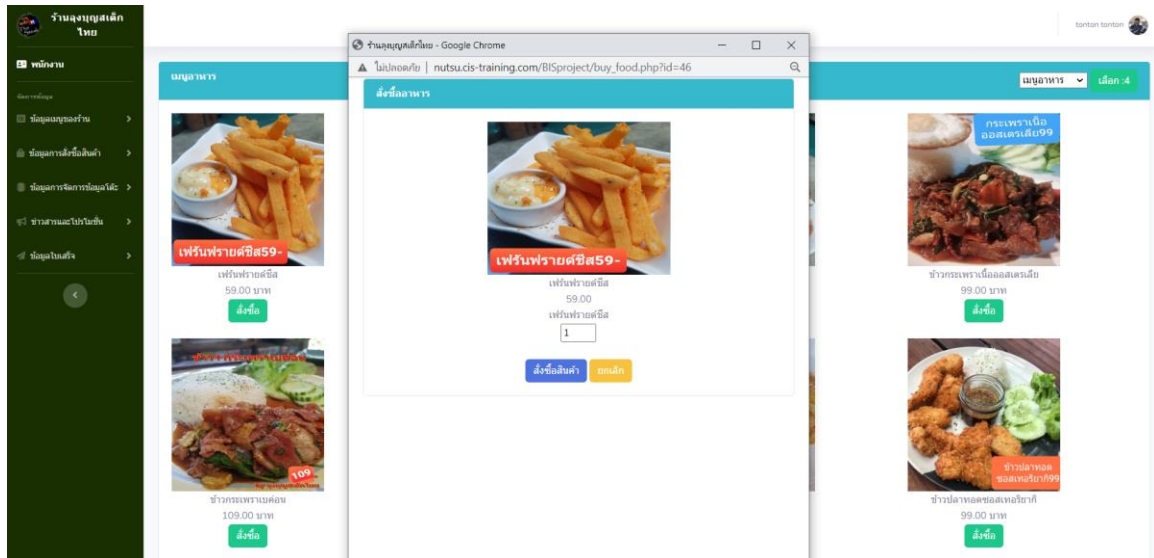 ร้านลุงบุญสเต็ก
ไทย
tonton tonton
พนักงาน
จัดการข้อมูล
ข้อมูลเมนูของร้าน
ข้อมูลการสั่งซื้อสินค้า
ข้อมูลการจัดการข้อมูลโต๊ะ
ข่าวสารและโปรโมชั่น
ข้อมูลใบเสร็จ
เมนูอาหาร
เมนูอาหาร
เลือก :4
เฟรันฟรายด์ชีส59-
เฟรันฟรายด์ชีส
59.00 บาท
สั่งซื้อ
109
ข้าวกระเพราเบค่อน
109.00 บาท
สั่งซื้อ
ร้านลุงบุญสเต็กไทย - Google Chrome
ไม่ปลอดภัย | nutsu.cis-training.com/BISproject/buy_food.php?id=46
สั่งซื้ออาหาร
เฟรันฟรายด์ชีส59-
เฟรันฟรายด์ชีส
59.00
เฟรันฟรายด์ชีส
1
สั่งซื้อสินค้า
ยกเลิก
กระเพราเนื้อ
ออสเตรเลีย99
ข้าวกระเพราเนื้อออสเตรเลีย
99.00 บาท
สั่งซื้อ
ข้าวปลาทอด
ซอสเทอริยากิ99
ข้าวปลาทอดซอสเทอริยากิ
99.00 บาท
สั่งซื้อ